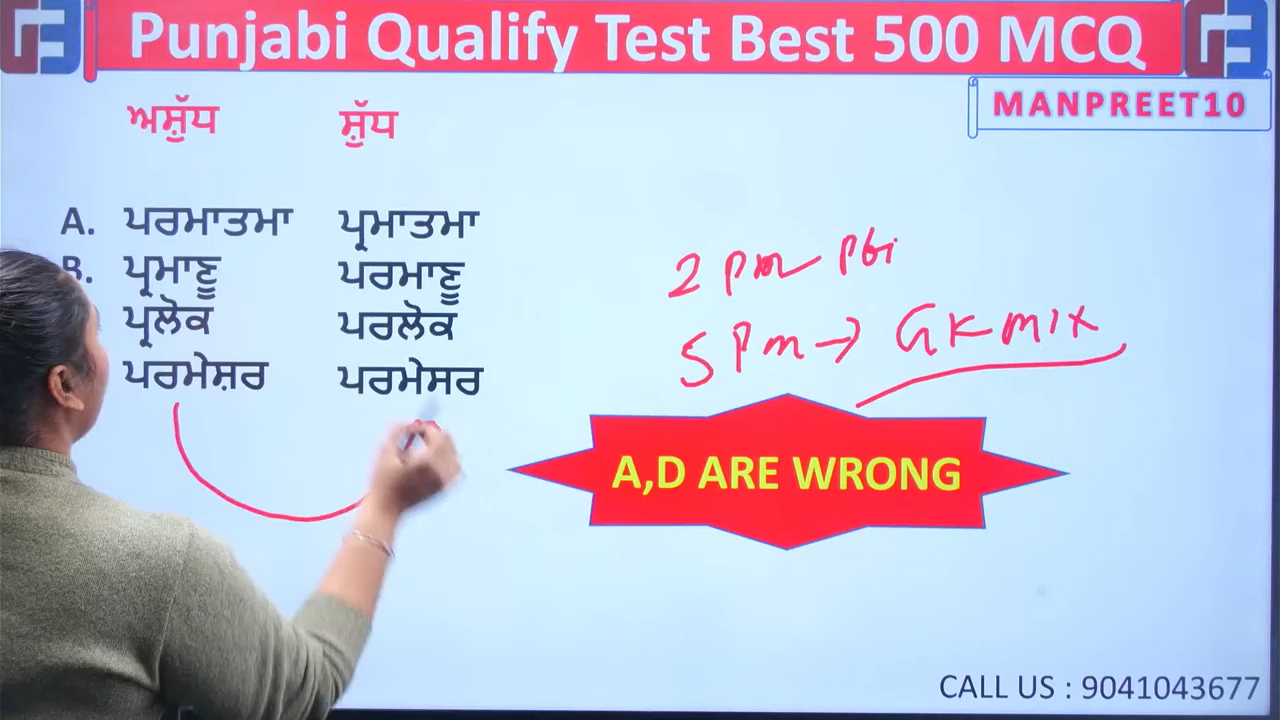 Punjabi Qualify Test Best 500 MCQ
MANPREET10
ਅਸ਼ੁੱਧ ਸ਼ੁੱਧ
A. ਪਰਮਾਤਮਾ ਪ੍ਰਮਾਤਮਾ
B. ਪ੍ਰਮਾਣੂ ਪਰਮਾਣੂ
ਪ੍ਰਲੋਕ ਪਰਲੋਕ
ਪਰਮੇਸ਼ਰ ਪਰਮੇਸਰ
2 pm PGI
5 pm → GK MIX
A,D ARE WRONG
CALL US : 9041043677